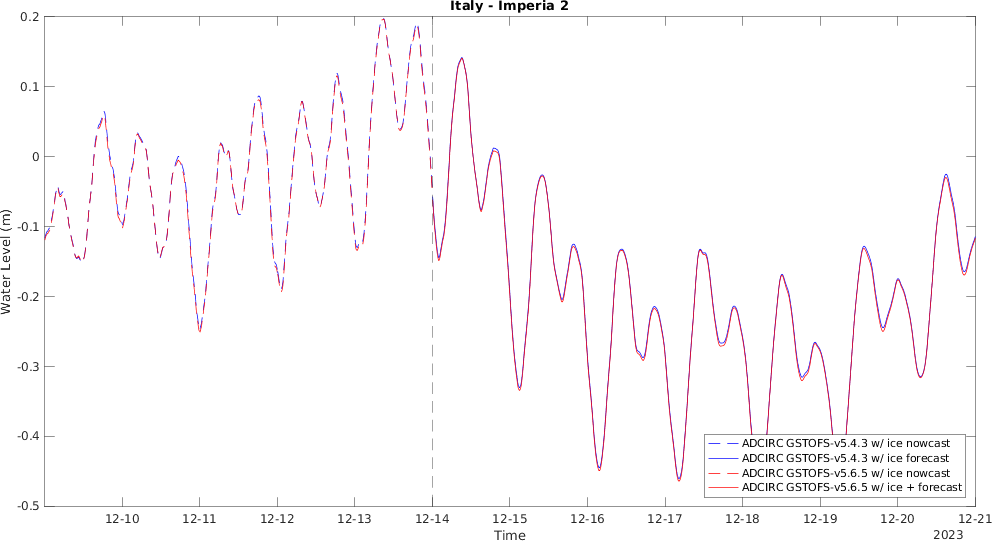 Italy - Imperia 2
Water Level (m)
0.2
0.1
0
-0.1
-0.2
-0.3
-0.4
-0.5
ADCIRC GSTOFS-v5.4.3 w/ ice nowcast
ADCIRC GSTOFS-v5.4.3 w/ ice forecast
ADCIRC GSTOFS-v5.6.5 w/ ice nowcast
ADCIRC GSTOFS-v5.6.5 w/ ice + forecast
12-10 12-11 12-12 12-13 12-14 12-15 12-16 12-17 12-18 12-19 12-20 12-21
Time
2023